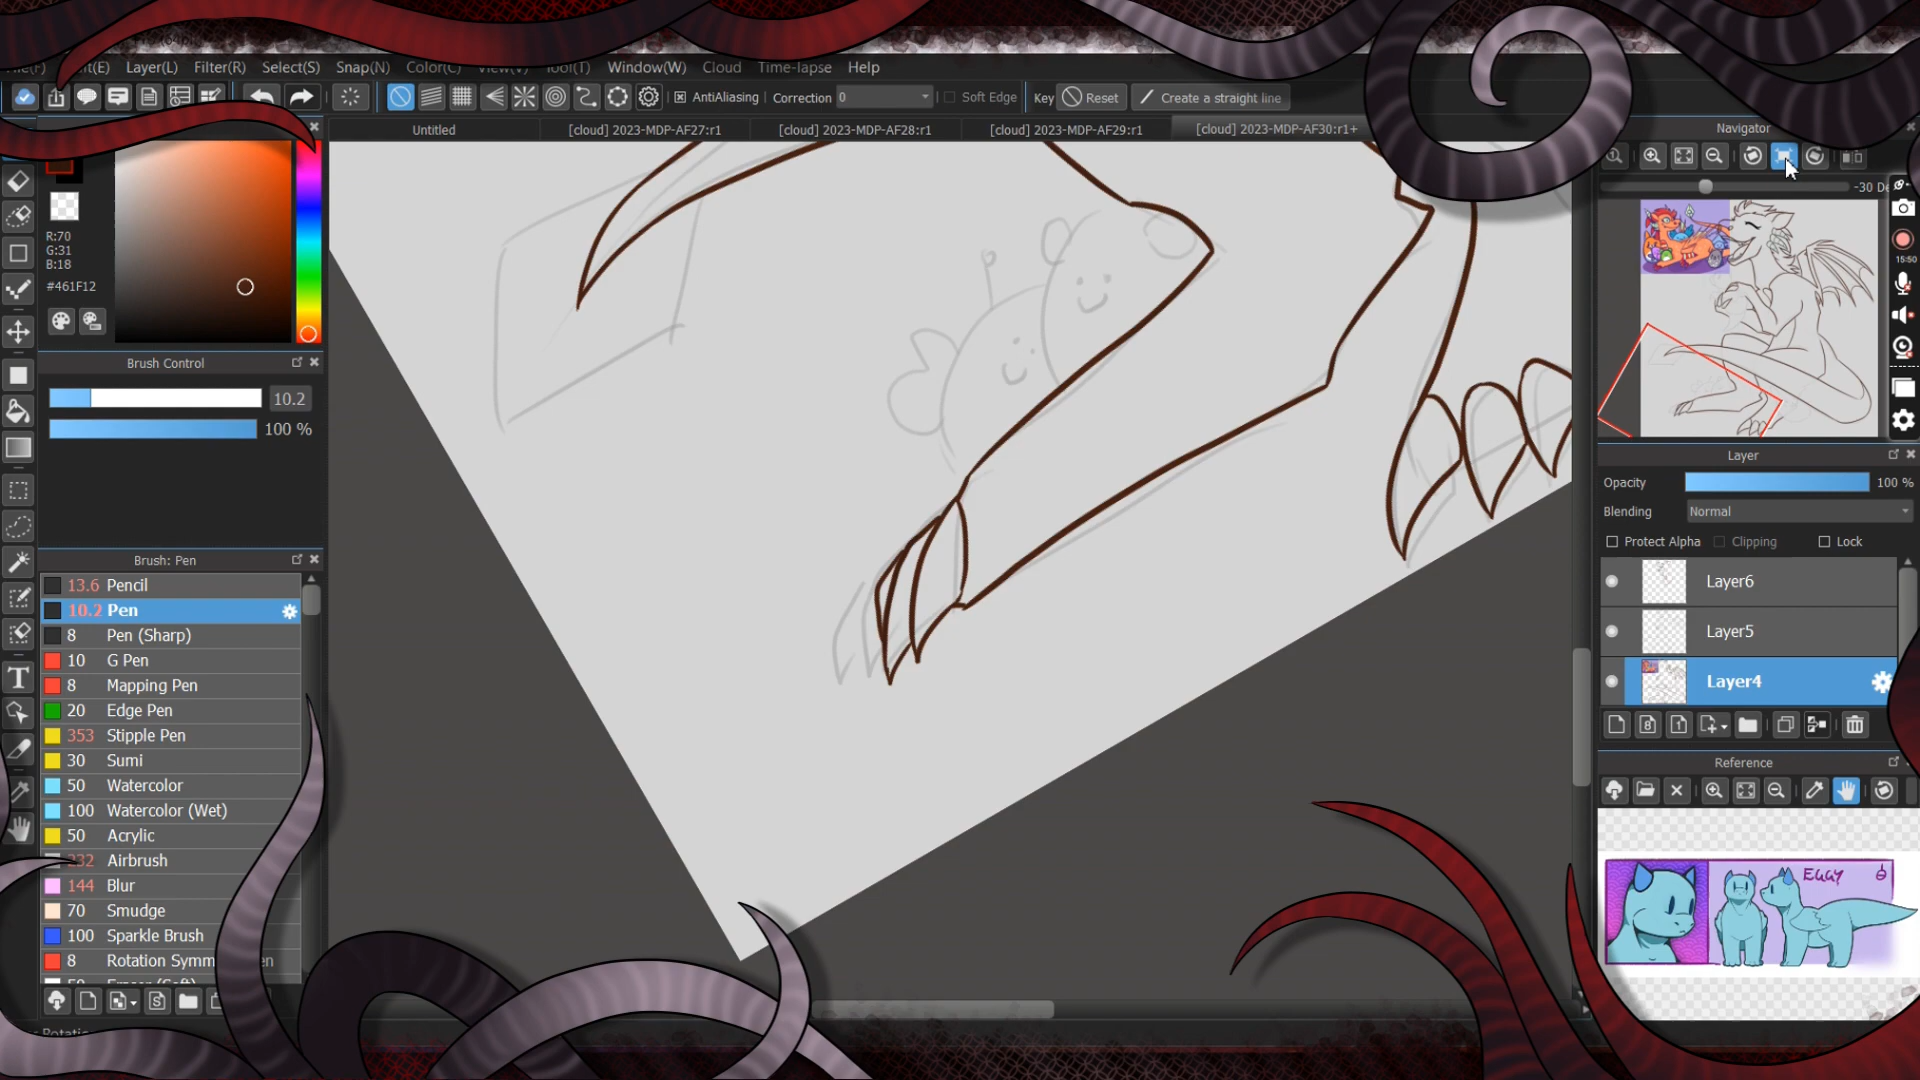 Layer(L) Filter(R) Select(S) Snap(N) Window(W) Cloud Time-lapse Help
AntiAliasing Correction 0 Soft Edge Key Reset Create a straight line
Untitled [cloud] 2023-MDP-AF27:r1 [cloud] 2023-MDP-AF28:r1 [cloud] 2023-MDP-AF29:r1 [cloud] 2023-MDP-AF30:r1+
Navigator
-30 De
15:50
R:70
G:31
B:18
#461F12
Brush Control
10.2
100 %
Brush: Pen
13.6 Pencil
10.2 Pen
8 Pen (Sharp)
10 G Pen
8 Mapping Pen
20 Edge Pen
353 Stipple Pen
30 Sumi
50 Watercolor
100 Watercolor (Wet)
50 Acrylic
232 Airbrush
144 Blur
70 Smudge
100 Sparkle Brush
8 Rotation Symm en
Layer
Opacity 100 %
Blending Normal
Protect Alpha Clipping Lock
Layer6
Layer5
Layer4
Reference